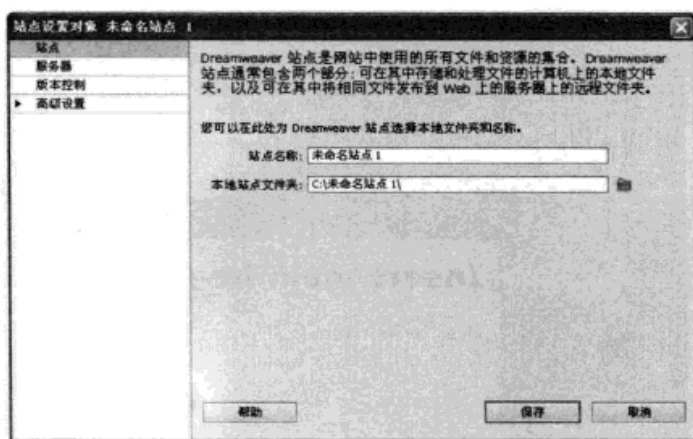 站点设置对象 未命名站点 1
站点
服务器
版本控制
高级设置
Dreamweaver 站点是网站中使用的所有文件和资源的集合。Dreamweaver
站点通常包含两个部分：可在其中存储和处理文件的计算机上的本地文件
夹，以及可在其中将相同文件发布到 Web 上的服务器上的远程文件夹。
您可以在此处为 Dreamweaver 站点选择本地文件夹和名称。
站点名称： 未命名站点 1
本地站点文件夹： C:\未命名站点 1\
帮助 保存 取消